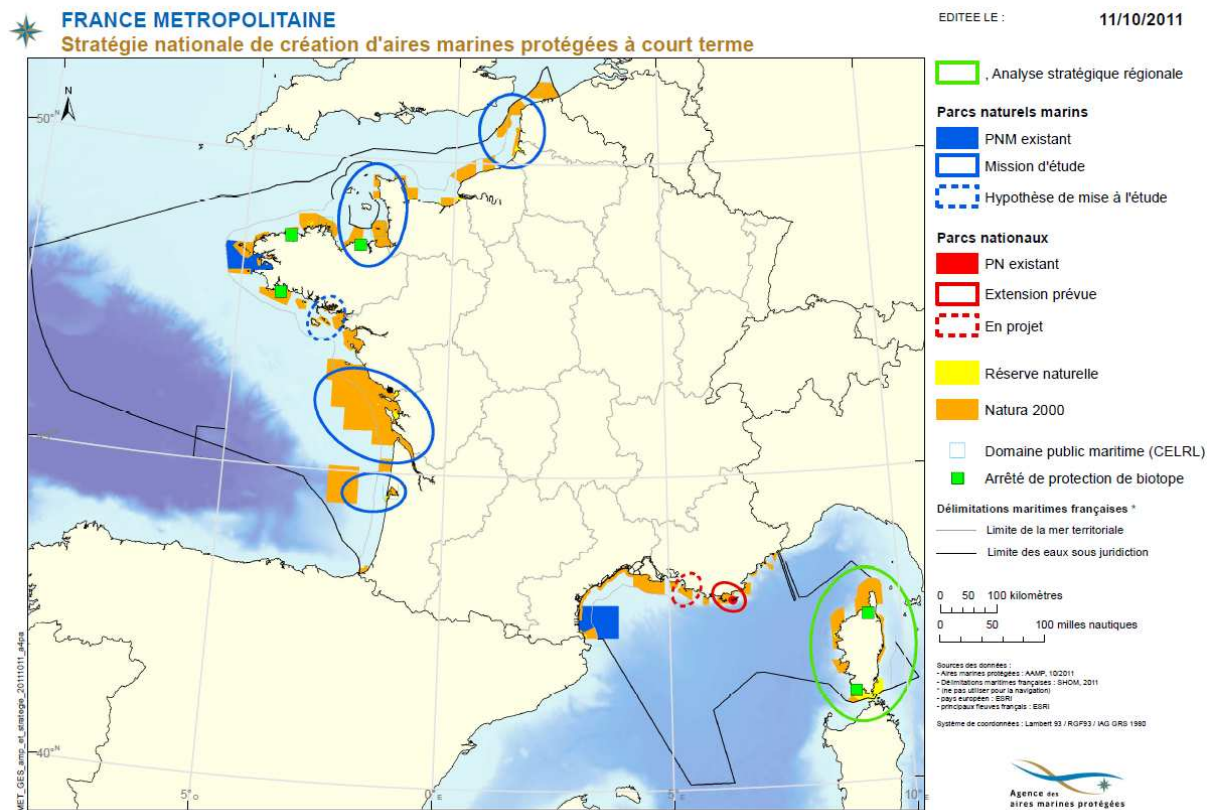 FRANCE METROPOLITAINE
Stratégie nationale de création d'aires marines protégées à court terme
EDITEE LE : 11/10/2011
, Analyse stratégique régionale
Parcs naturels marins
PNM existant
Mission d'étude
Hypothèse de mise à l'étude
Parcs nationaux
PN existant
Extension prévue
En projet
Réserve naturelle
Natura 2000
Domaine public maritime (CELRL)
Arrêté de protection de biotope
Délimitations maritimes françaises *
Limite de la mer territoriale
Limite des eaux sous juridiction
0 50 100 kilomètres
0 50 100 milles nautiques
Sources des données :
- Aires marines protégées : AAMP, 10/2011
- Délimitations maritimes françaises : SHOM, 2011
* (ne pas utiliser pour la navigation)
- pays européen : ESRI
- principaux fleuves français : ESRI
Système de coordonnées : Lambert 93 / RGF93 / IAG GRS 1980
Agence des
aires marines protégées
N
50°N
40°N
5°
0°E
5°E
10°E
MET_GES_amp_et_strategie_20111011_a4pa